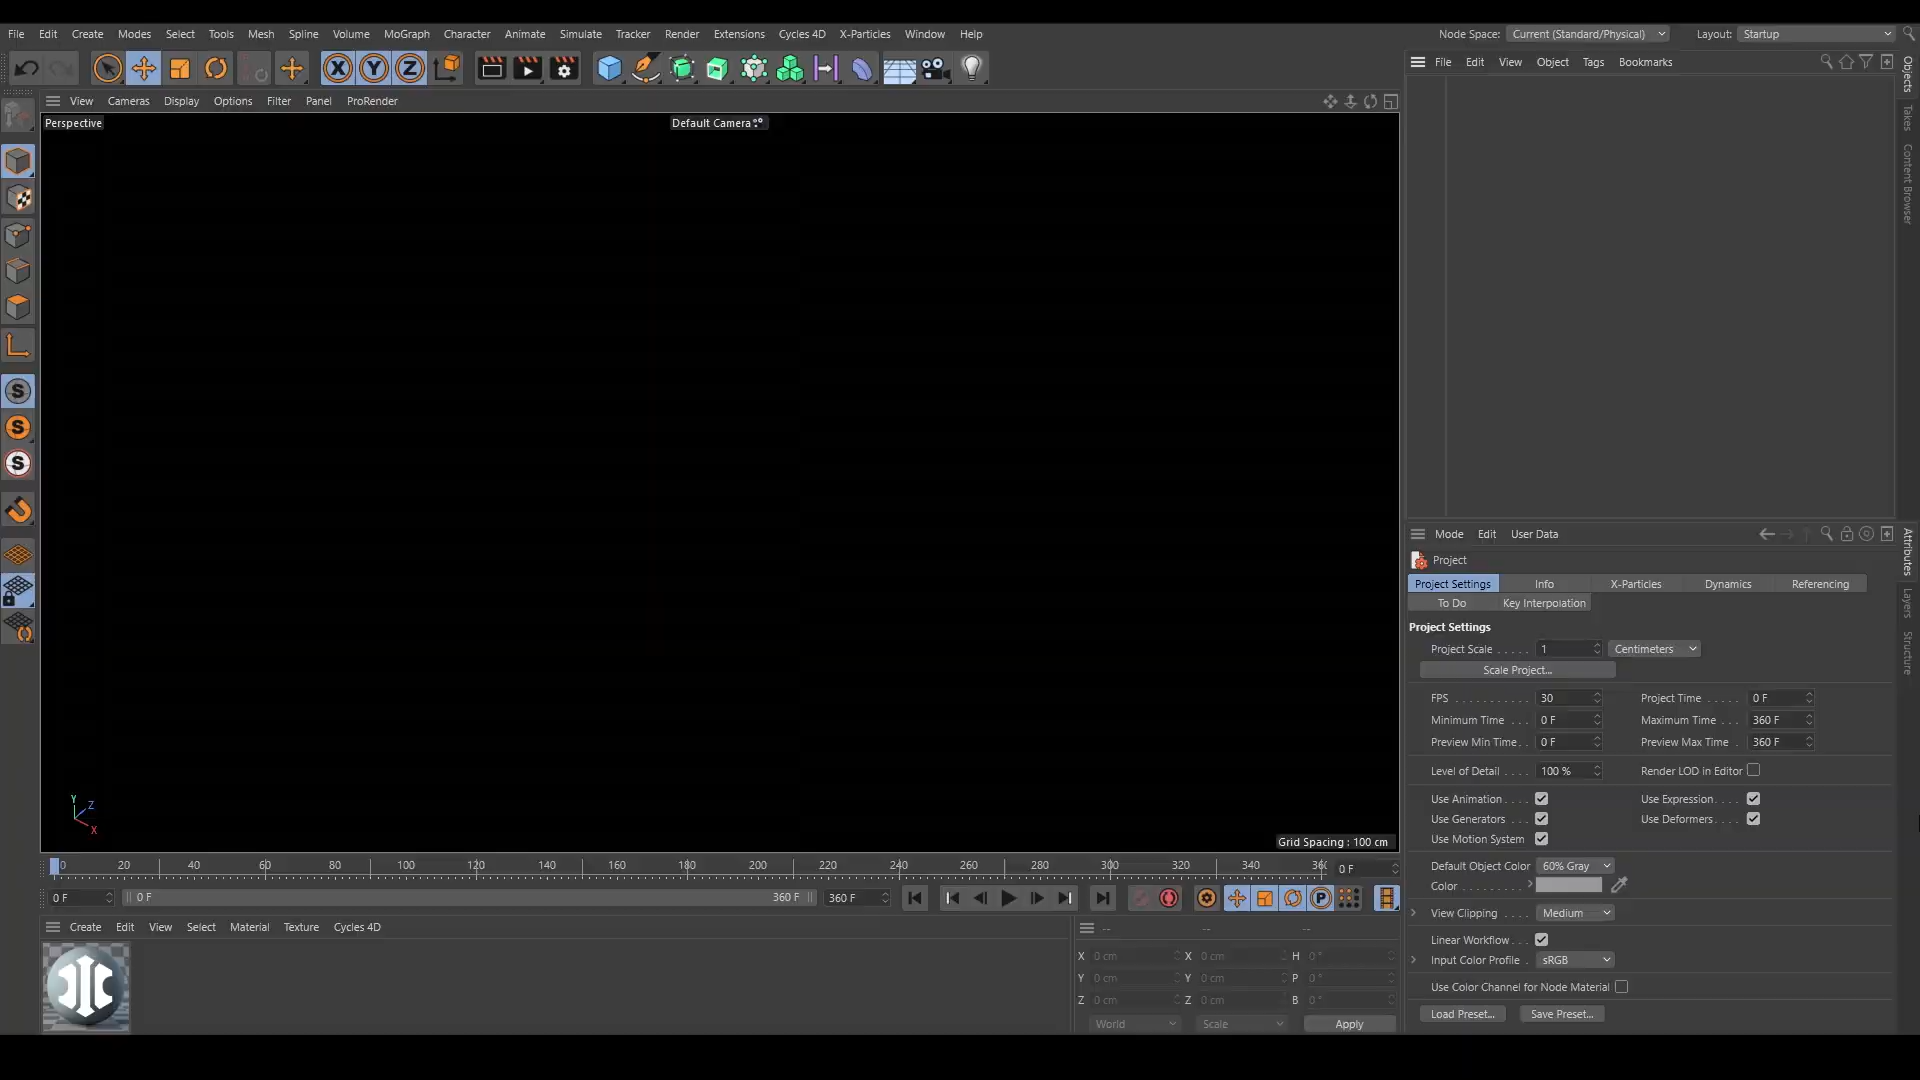 File Edit Create Modes Select Tools Mesh Spline Volume MoGraph Character Animate Simulate Tracker Render Extensions Cycles 4D X-Particles Window Help
Node Space: Current (Standard/Physical) Layout: Startup
X Y Z
File Edit View Object Tags Bookmarks
Objects
Takes
Content Browser
View Cameras Display Options Filter Panel ProRender
Perspective
Default Camera
S
S
S
Y
Z
X
Grid Spacing : 100 cm
0 20 40 60 80 100 120 140 160 180 200 220 240 260 280 300 320 340 36
0 F
0 F 0 F 360 F 360 F P
Create Edit View Select Material Texture Cycles 4D
-- -- --
X 0 cm X 0 cm H 0 °
Y 0 cm Y 0 cm P 0 °
Z 0 cm Z 0 cm B 0 °
World Scale Apply
Mode Edit User Data
Attributes
Layers
Structure
Project
Project Settings Info X-Particles Dynamics Referencing
To Do Key Interpolation
Project Settings
Project Scale . . . . . 1 Centimeters
Scale Project...
FPS . . . . . . . . . . . 30 Project Time . . . . . 0 F
Minimum Time . . . 0 F Maximum Time . . . 360 F
Preview Min Time. . 0 F Preview Max Time . 360 F
Level of Detail . . . . 100 % Render LOD in Editor
Use Animation. . . . Use Expression. . . .
Use Generators . . . Use Deformers. . . .
Use Motion System
Default Object Color 60% Gray
Color . . . . . . . . . .
View Clipping . . . . Medium
Linear Workflow. . .
Input Color Profile . sRGB
Use Color Channel for Node Material
Load Preset... Save Preset...